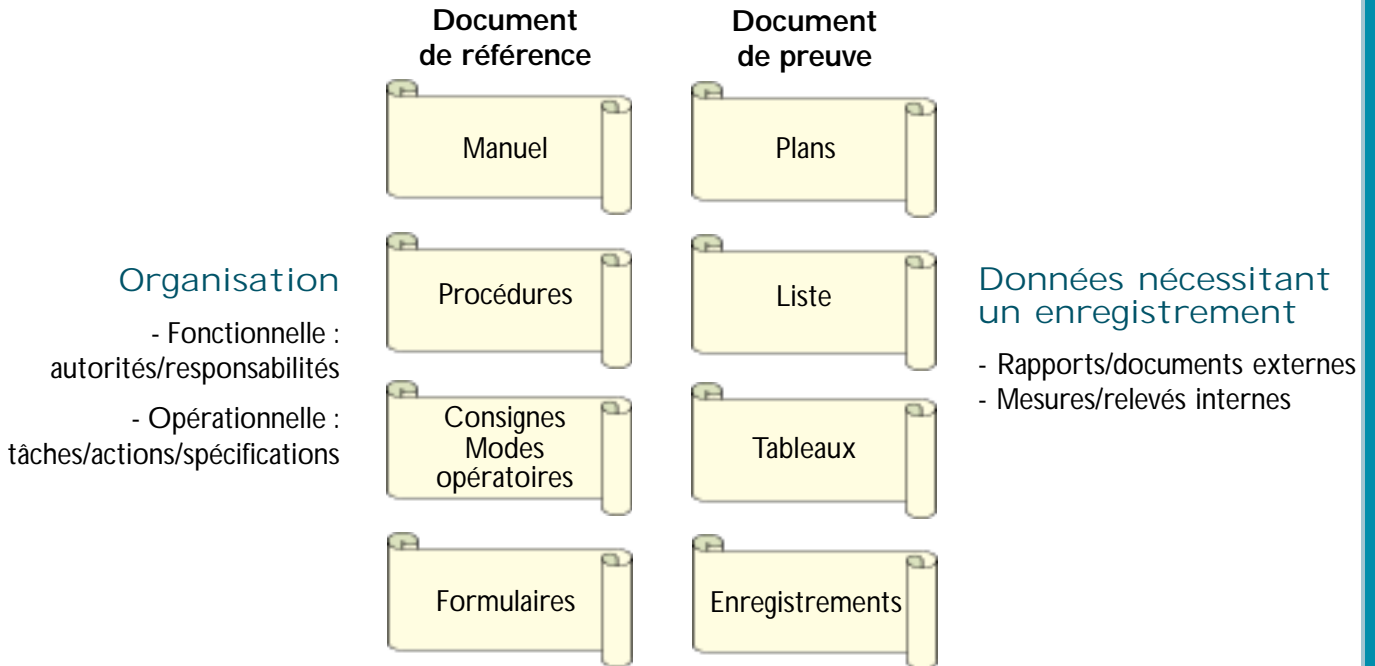 Document
de référence
Document
de preuve
Manuel
Plans
Organisation
- Fonctionnelle :
autorités/responsabilités
- Opérationnelle :
tâches/actions/spécifications
Procédures
Liste
Données nécessitant
un enregistrement
- Rapports/documents externes
- Mesures/relevés internes
Consignes
Modes
opératoires
Tableaux
Formulaires
Enregistrements